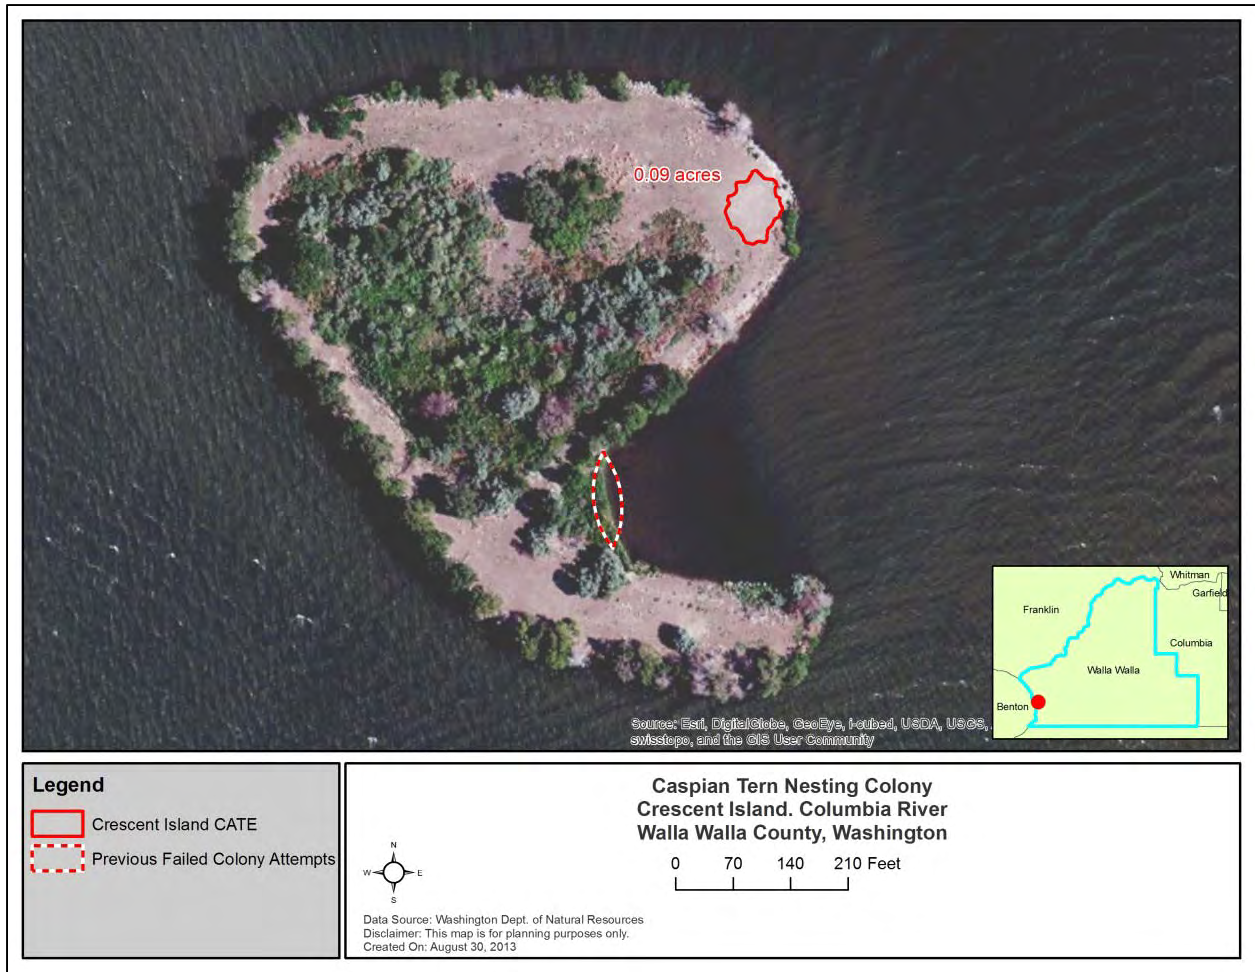 0.09 acres
Source: Esri, DigitalGlobe, GeoEye, i-cubed, USDA, USGS,
swisstopo, and the GIS User Community
Whitman
Garfield
Franklin
Columbia
Walla Walla
Benton
Legend
Crescent Island CATE
Previous Failed Colony Attempts
Caspian Tern Nesting Colony
Crescent Island. Columbia River
Walla Walla County, Washington
0 70 140 210 Feet
N
W E
S
Data Source: Washington Dept. of Natural Resources
Disclaimer: This map is for planning purposes only.
Created On: August 30, 2013